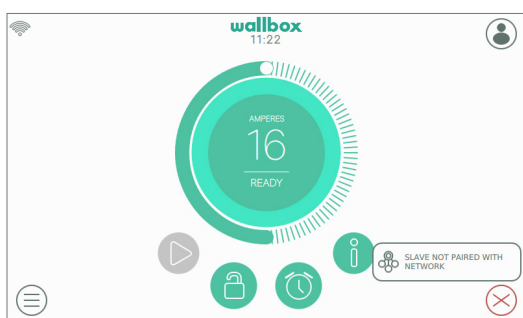 wallbox
11:22
AMPERES
16
READY
SLAVE NOT PAIRED WITH
NETWORK